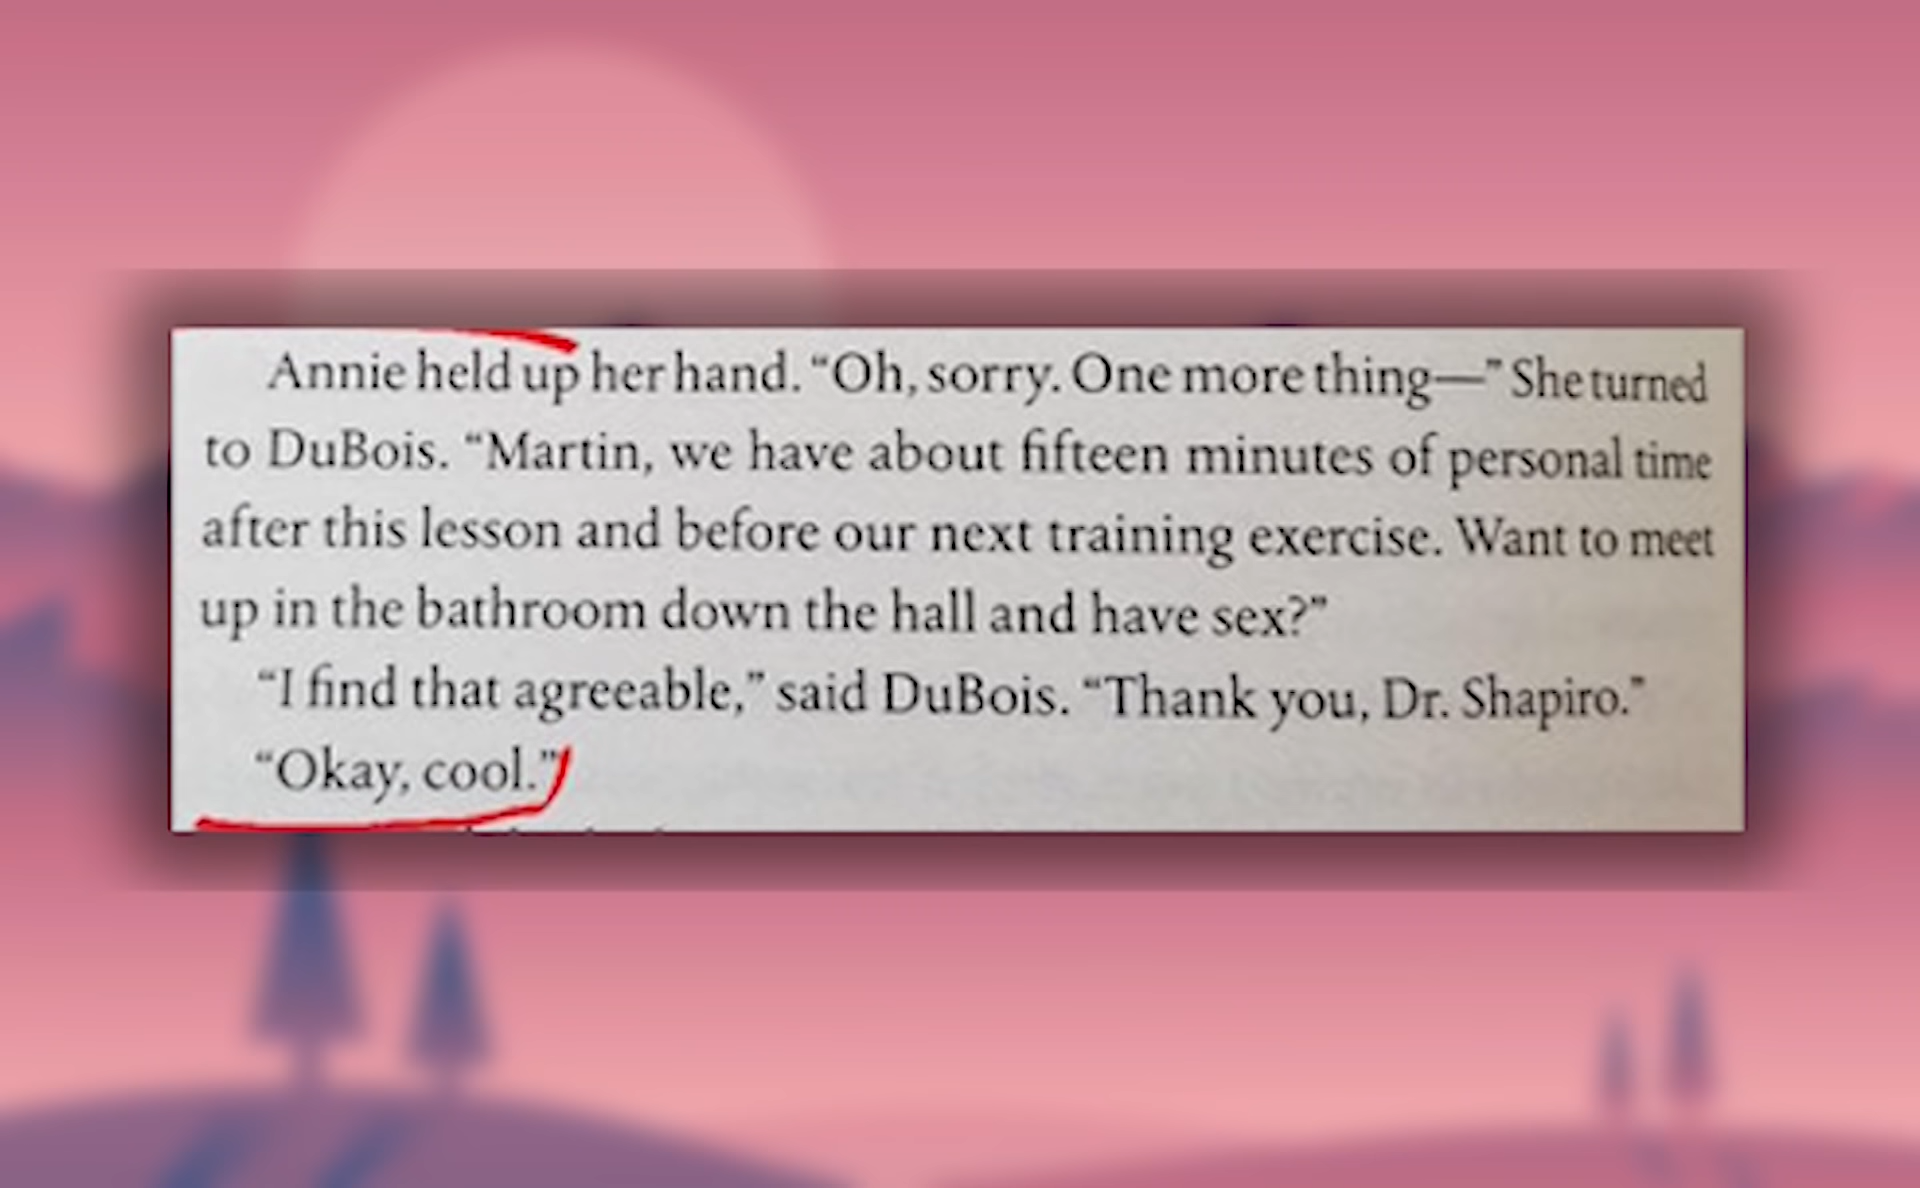 Annie held up her hand. “Oh, sorry. One more thing—” She turned
to DuBois. “Martin, we have about fifteen minutes of personal time
after this lesson and before our next training exercise. Want to meet
up in the bathroom down the hall and have sex?”
“I find that agreeable,” said DuBois. “Thank you, Dr. Shapiro.”
“Okay, cool.”